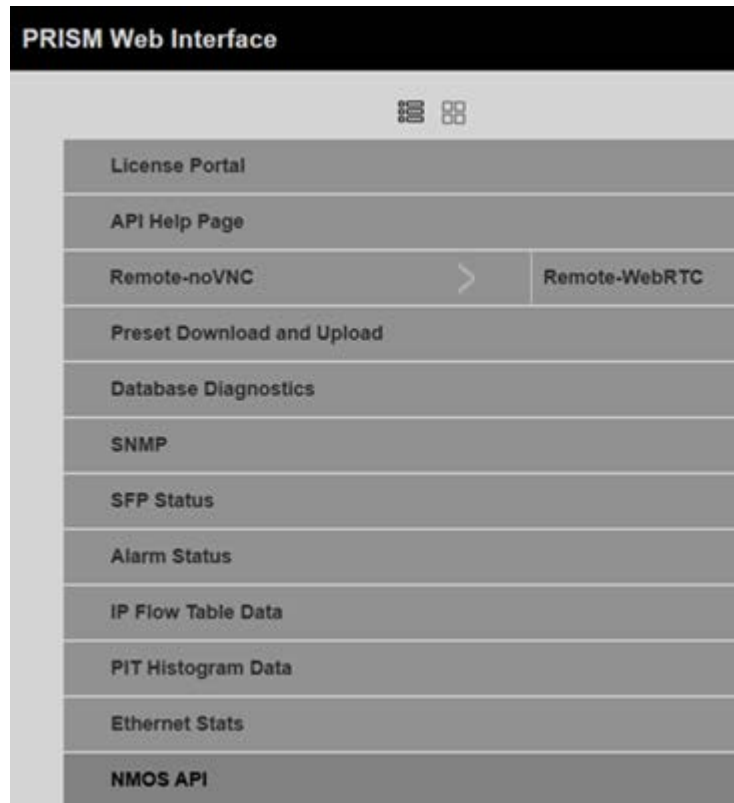 PRISM Web Interface
License Portal
API Help Page
Remote-noVNC
Remote-WebRTC
Preset Download and Upload
Database Diagnostics
SNMP
SFP Status
Alarm Status
IP Flow Table Data
PIT Histogram Data
Ethernet Stats
NMOS API